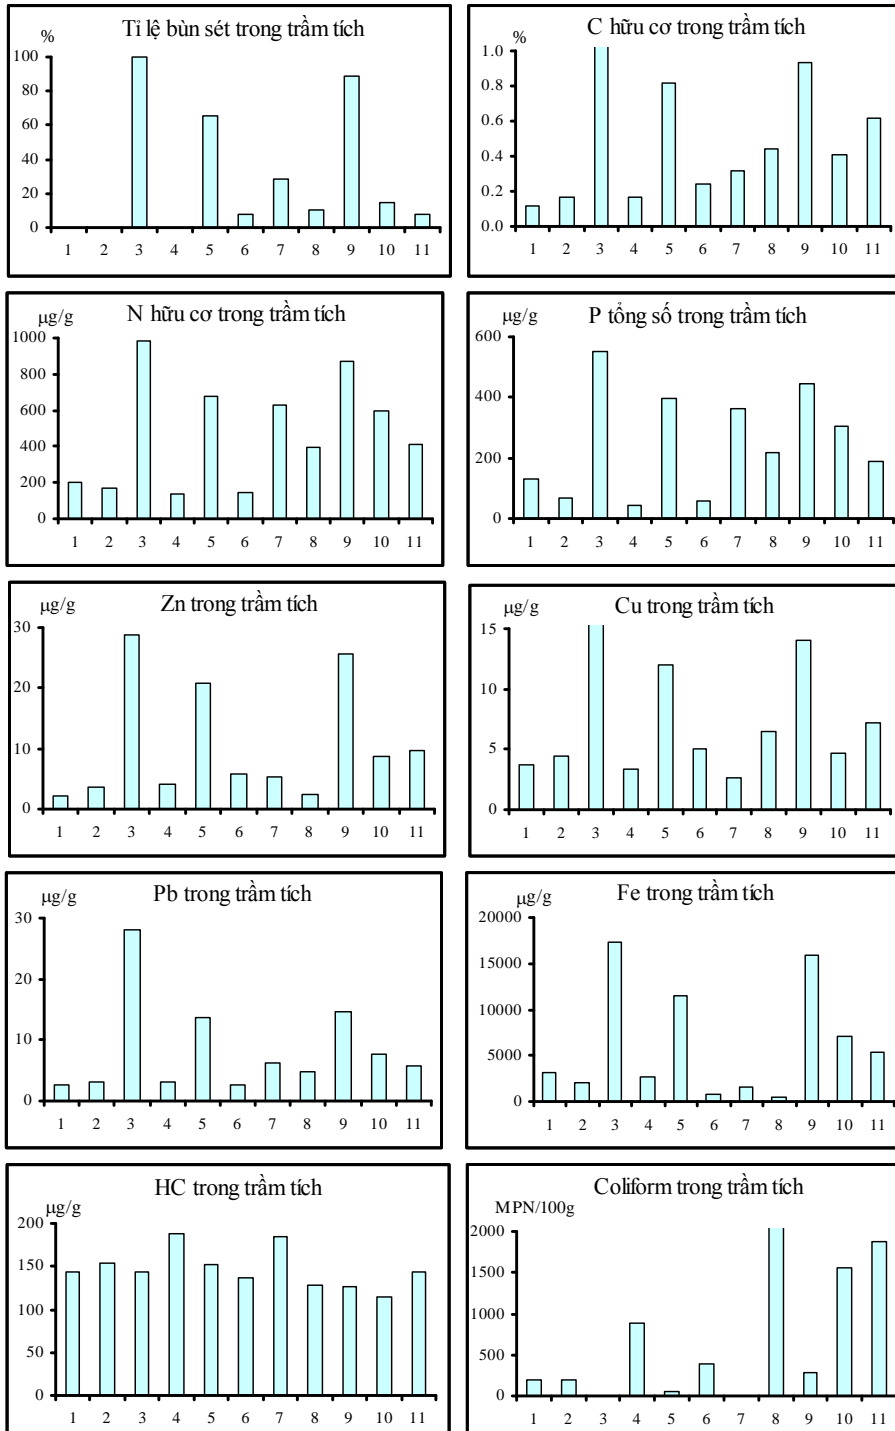 Tỉ lệ bùn sét trong trầm tích
%
100
80
60
40
20
0
1 2 3 4 5 6 7 8 9 10 11
C hữu cơ trong trầm tích
%
1.0
0.8
0.6
0.4
0.2
0.0
1 2 3 4 5 6 7 8 9 10 11
N hữu cơ trong trầm tích
µg/g
1000
800
600
400
200
0
1 2 3 4 5 6 7 8 9 10 11
P tổng số trong trầm tích
µg/g
600
400
200
0
1 2 3 4 5 6 7 8 9 10 11
Zn trong trầm tích
µg/g
30
20
10
0
1 2 3 4 5 6 7 8 9 10 11
Cu trong trầm tích
µg/g
15
10
5
0
1 2 3 4 5 6 7 8 9 10 11
Pb trong trầm tích
µg/g
30
20
10
0
1 2 3 4 5 6 7 8 9 10 11
Fe trong trầm tích
µg/g
20000
15000
10000
5000
0
1 2 3 4 5 6 7 8 9 10 11
HC trong trầm tích
µg/g
200
150
100
50
0
1 2 3 4 5 6 7 8 9 10 11
Coliform trong trầm tích
MPN/100g
2000
1500
1000
500
0
1 2 3 4 5 6 7 8 9 10 11